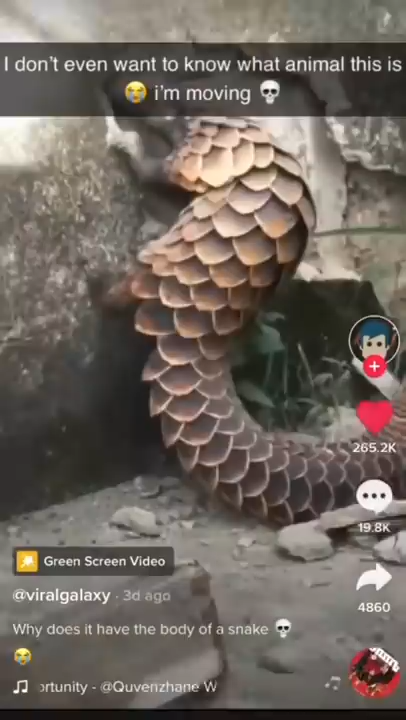 I don't even want to know what animal this is
😭 i'm moving 💀
265.2K
19.8K
4860
Green Screen Video
@viralgalaxy · 3d ago
Why does it have the body of a snake 💀
😭
ortunity - @Quvenzhane W